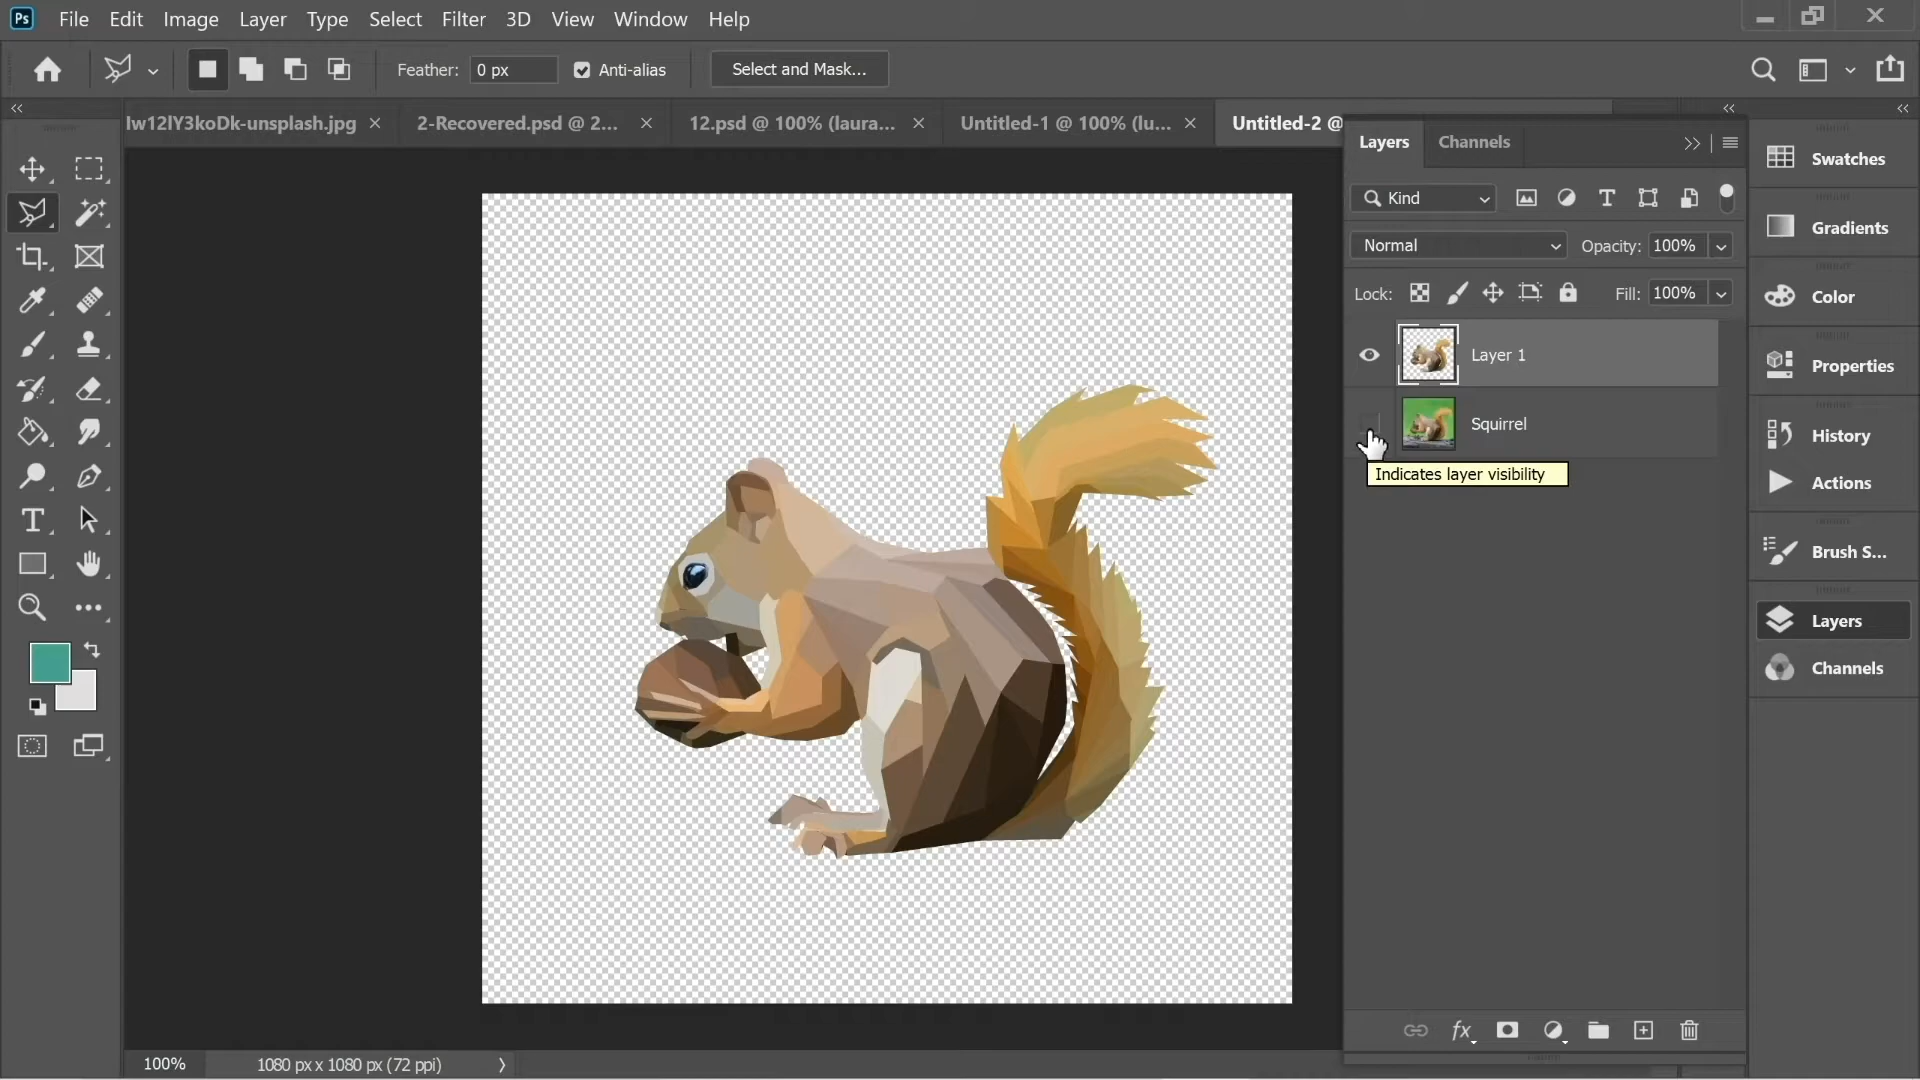 Ps File Edit Image Layer Type Select Filter 3D View Window Help
Feather: 0 px Anti-alias Select and Mask...
lw12lY3koDk-unsplash.jpg × 2-Recovered.psd @ 2... × 12.psd @ 100% (laura... × Untitled-1 @ 100% (lu... × Untitled-2 @
Layers Channels
Kind
Normal Opacity: 100%
Lock: Fill: 100%
Layer 1
Squirrel
Indicates layer visibility
Swatches
Gradients
Color
Properties
History
Actions
Brush S...
Layers
Channels
100% 1080 px x 1080 px (72 ppi)